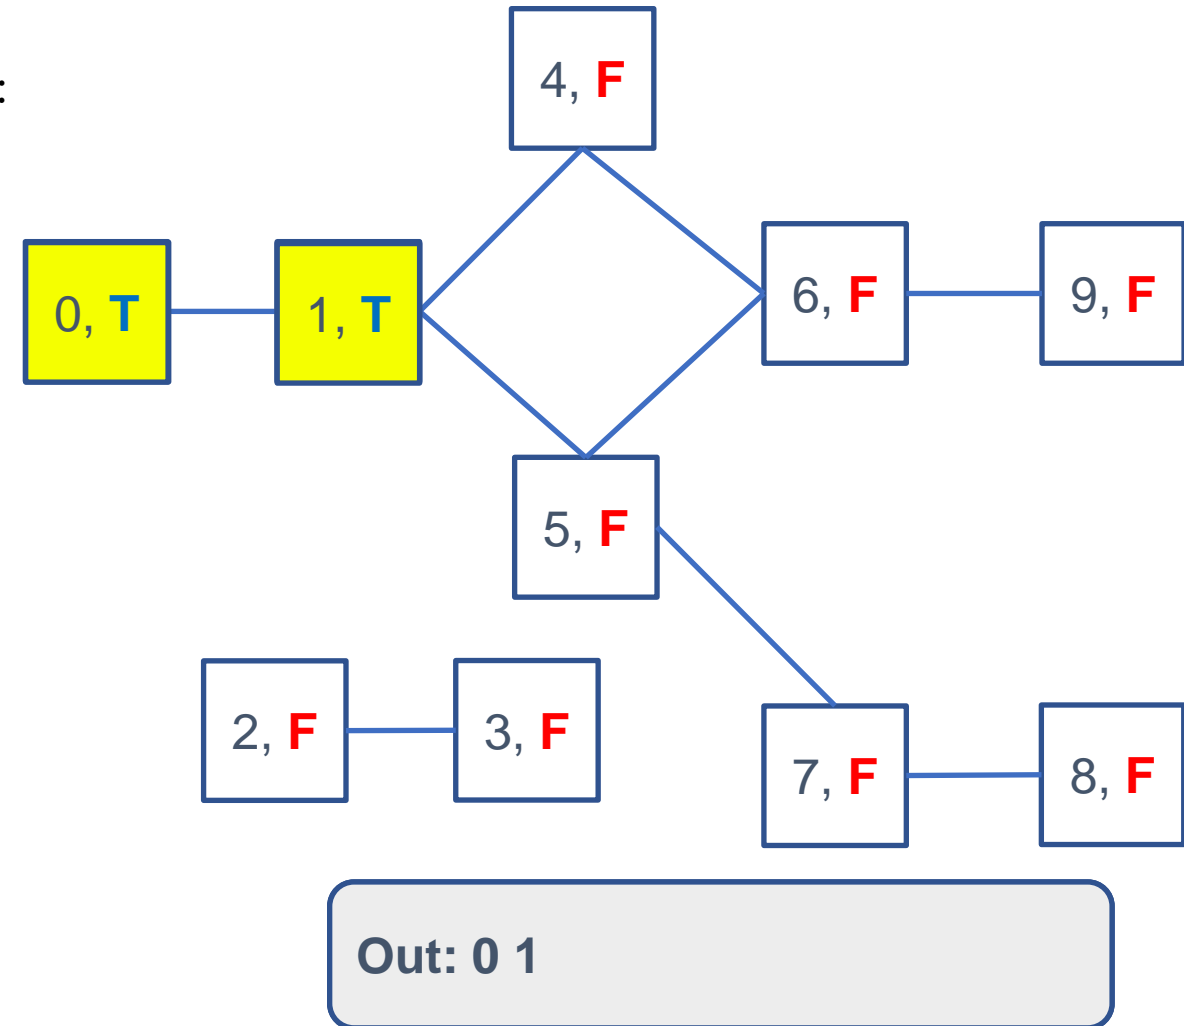 :
4, F
0, T
1, T
6, F
9, F
5, F
2, F
3, F
7, F
8, F
Out: 0 1